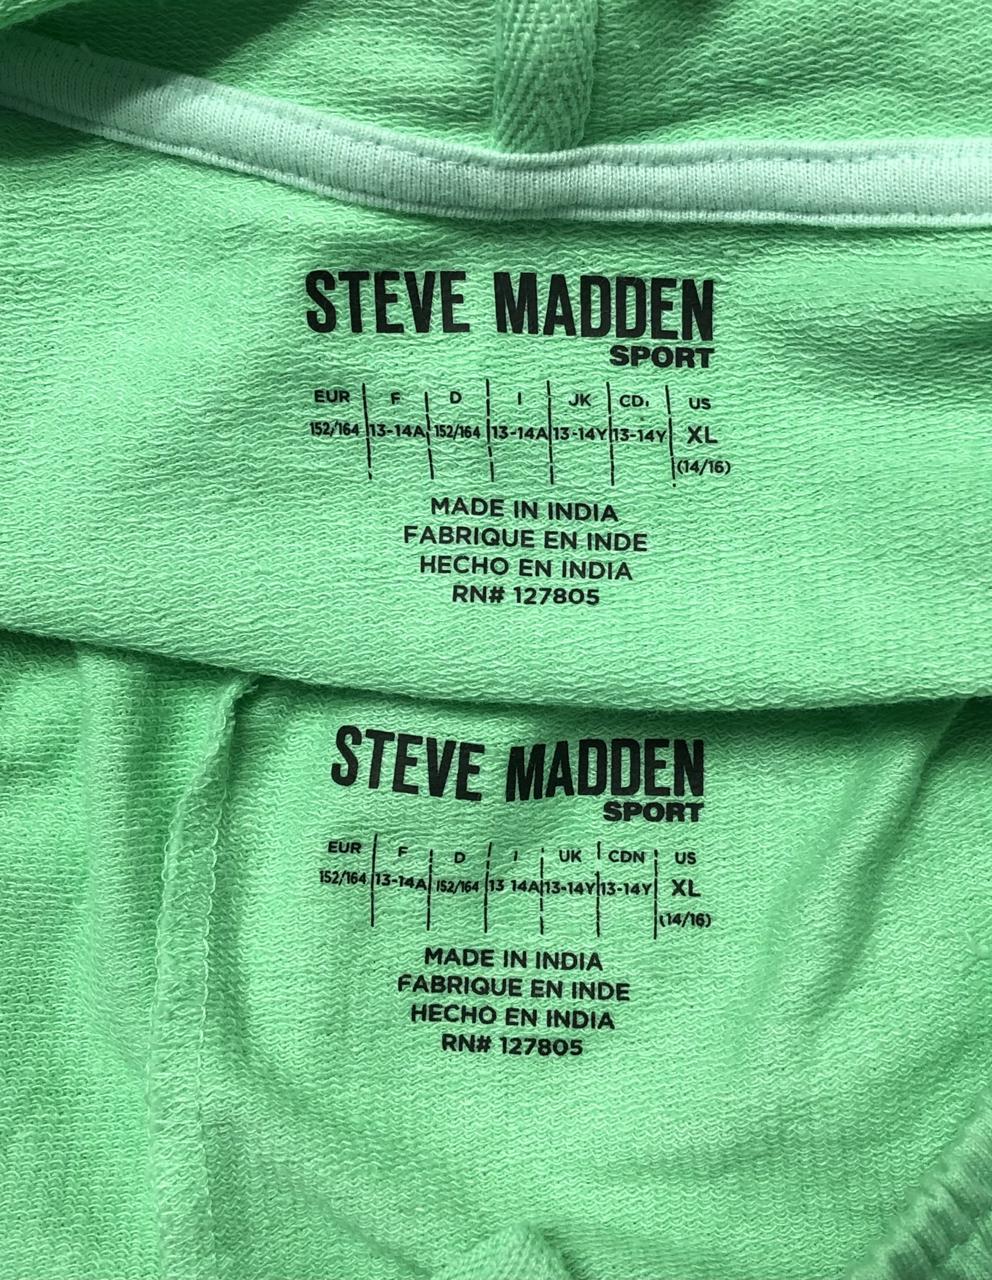 STEVE MADDEN
SPORT
EUR F D I JK CD US
152/164 13-14A 152/164 13-14A 13-14Y 13-14Y XL
(14/16)
MADE IN INDIA
FABRIQUE EN INDE
HECHO EN INDIA
RN# 127805
STEVE MADDEN
SPORT
EUR F D I UK CDN US
152/164 13-14A 152/164 13 14A 13-14Y 13-14Y XL
(14/16)
MADE IN INDIA
FABRIQUE EN INDE
HECHO EN INDIA
RN# 127805